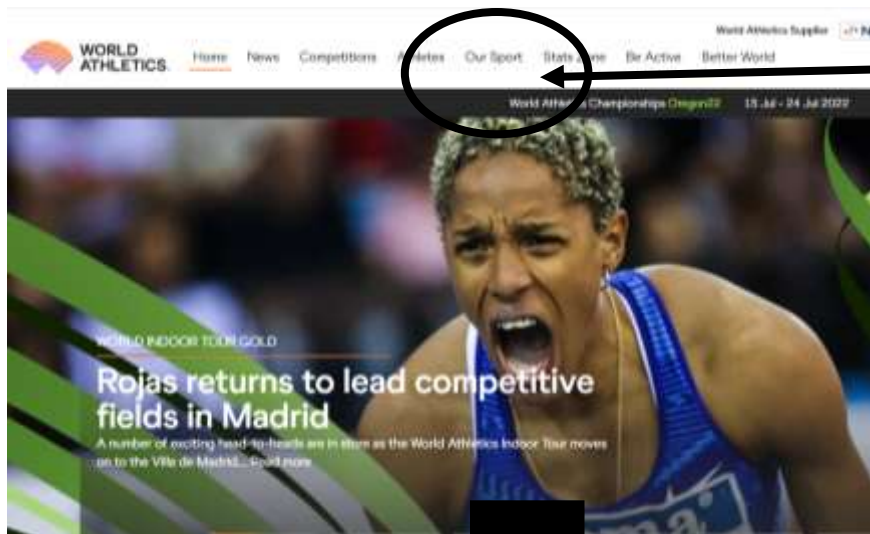 World Athletics Supplier
WORLD
ATHLETICS.
Home News Competitions Athletes Our Sport Stats Zone Be Active Better World
World Athletics Championships Oregon22 15 Jul - 24 Jul 2022
WORLD INDOOR TOUR GOLD
Rojas returns to lead competitive
fields in Madrid
A number of exciting head-to-heads are in store as the World Athletics Indoor Tour moves
on to the Villa de Madrid... Read more